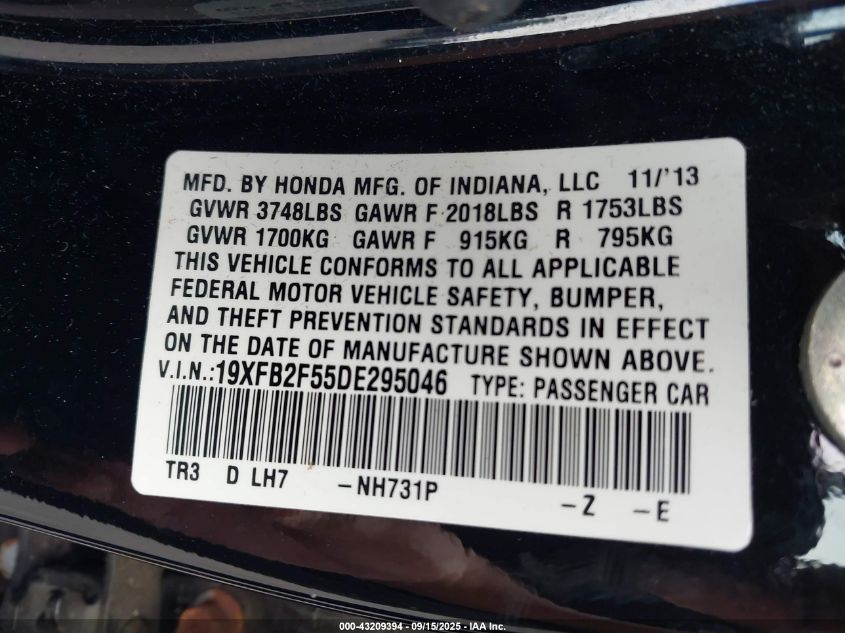 MFD. BY HONDA MFG. OF INDIANA, LLC 11/'13
GVWR 3748LBS GAWR F 2018LBS R 1753LBS
GVWR 1700KG GAWR F 915KG R 795KG
THIS VEHICLE CONFORMS TO ALL APPLICABLE
FEDERAL MOTOR VEHICLE SAFETY, BUMPER,
AND THEFT PREVENTION STANDARDS IN EFFECT
ON THE DATE OF MANUFACTURE SHOWN ABOVE.
V.I.N.:19XFB2F55DE295046 TYPE: PASSENGER CAR
TR3 D LH7 -NH731P -Z -E
000-43209394 - 09/15/2025 - IAA Inc.